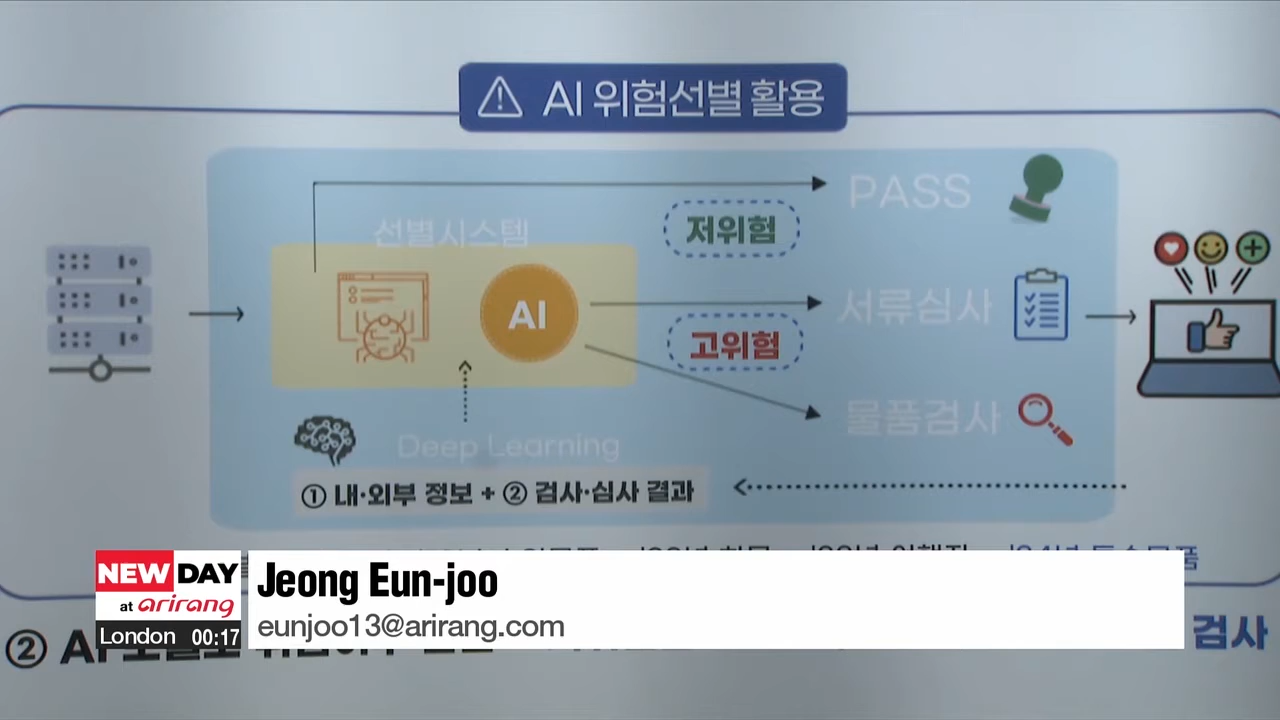 AI 위험선별 활용
PASS
선별시스템
저위험
AI
서류심사
고위험
물품검사
Deep Learning
① 내·외부 정보 + ② 검사·심사 결과
NEW DAY
at arirang
London 00:17
Jeong Eun-joo
eunjoo13@arirang.com
② AI
검사